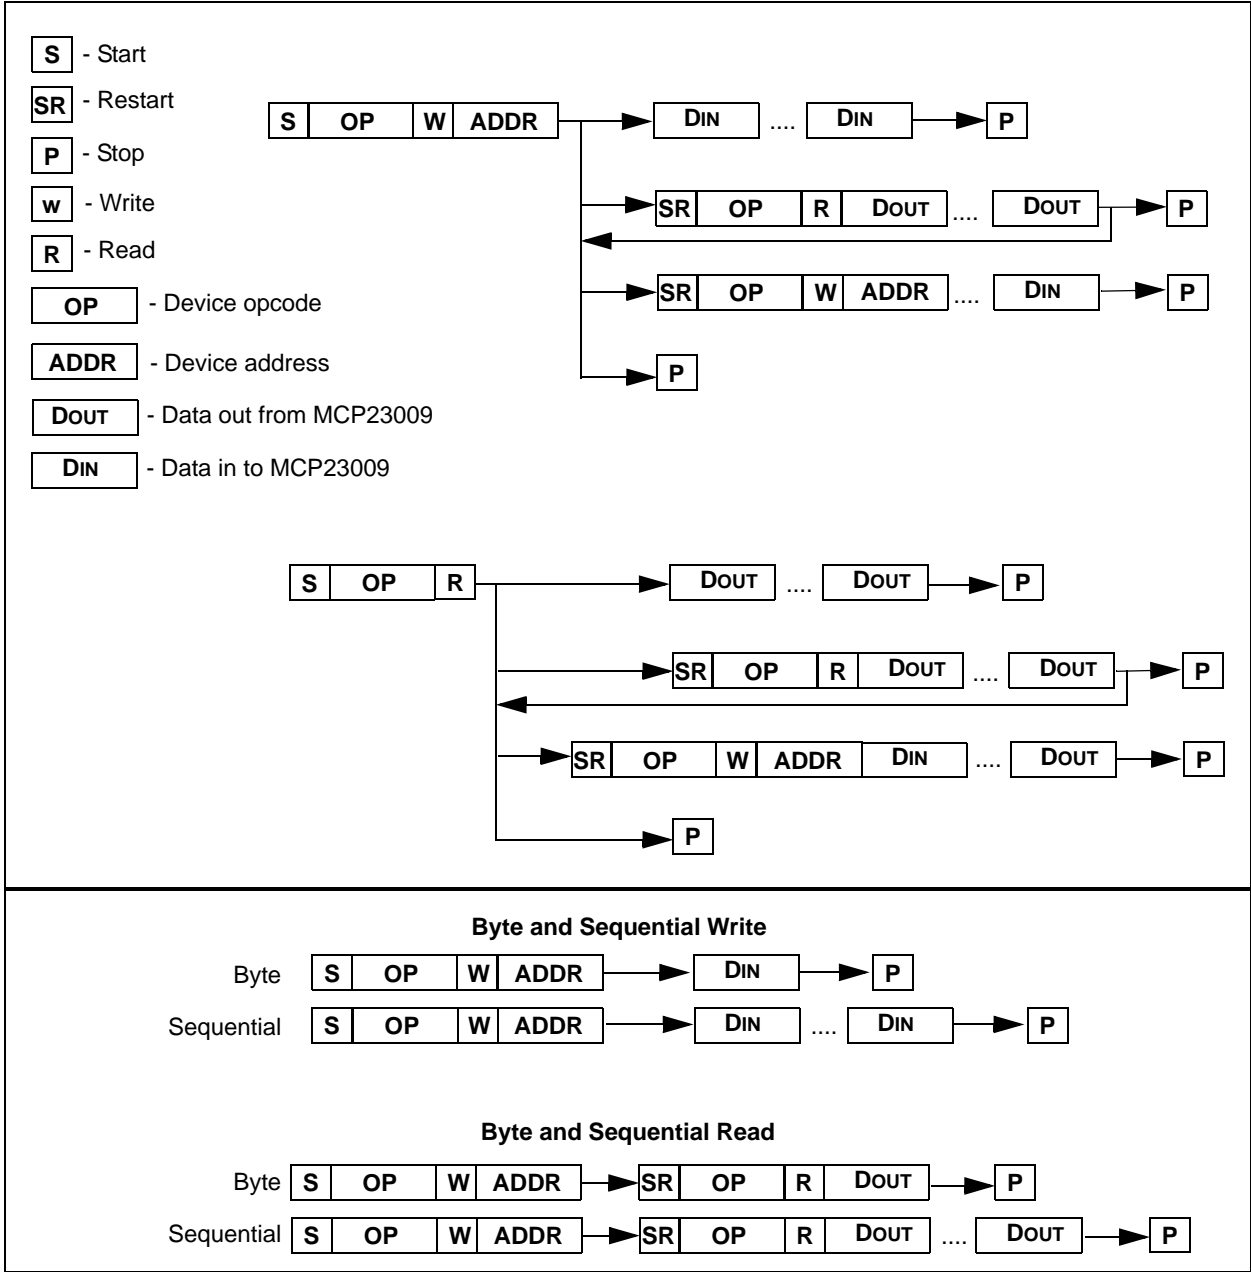 S - Start
SR - Restart
P - Stop
w - Write
R - Read
OP - Device opcode
ADDR - Device address
DOUT - Data out from MCP23009
DIN - Data in to MCP23009
S OP W ADDR DIN .... DIN P
SR OP R DOUT .... DOUT P
SR OP W ADDR .... DIN P
P
S OP R DOUT .... DOUT P
SR OP R DOUT .... DOUT P
SR OP W ADDR DIN .... DOUT P
P
Byte and Sequential Write
Byte S OP W ADDR DIN P
Sequential S OP W ADDR DIN .... DIN P
Byte and Sequential Read
Byte S OP W ADDR SR OP R DOUT P
Sequential S OP W ADDR SR OP R DOUT .... DOUT P